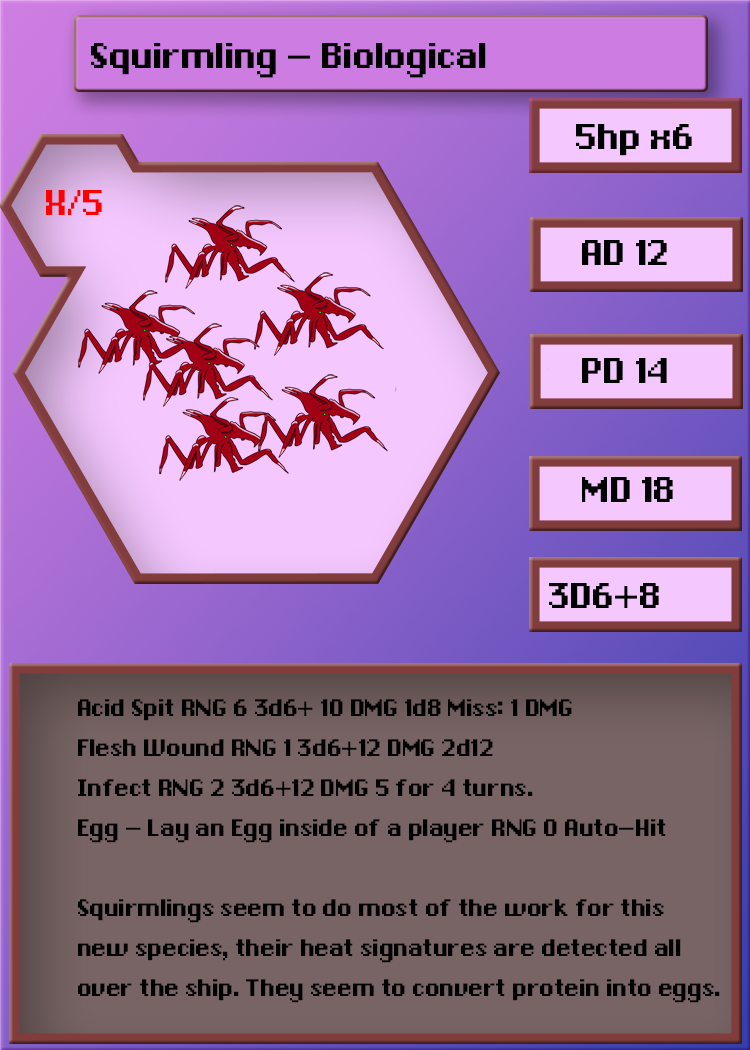 Squirmling – Biological
5hp x6
X/5
AD 12
PD 14
MD 18
3D6+8
Acid Spit RNG 6 3d6+ 10 DMG 1d8 Miss: 1 DMG
Flesh Wound RNG 1 3d6+12 DMG 2d12
Infect RNG 2 3d6+12 DMG 5 for 4 turns.
Egg – Lay an Egg inside of a player RNG 0 Auto-Hit
Squirmlings seem to do most of the work for this
new species, their heat signatures are detected all
over the ship. They seem to convert protein into eggs.